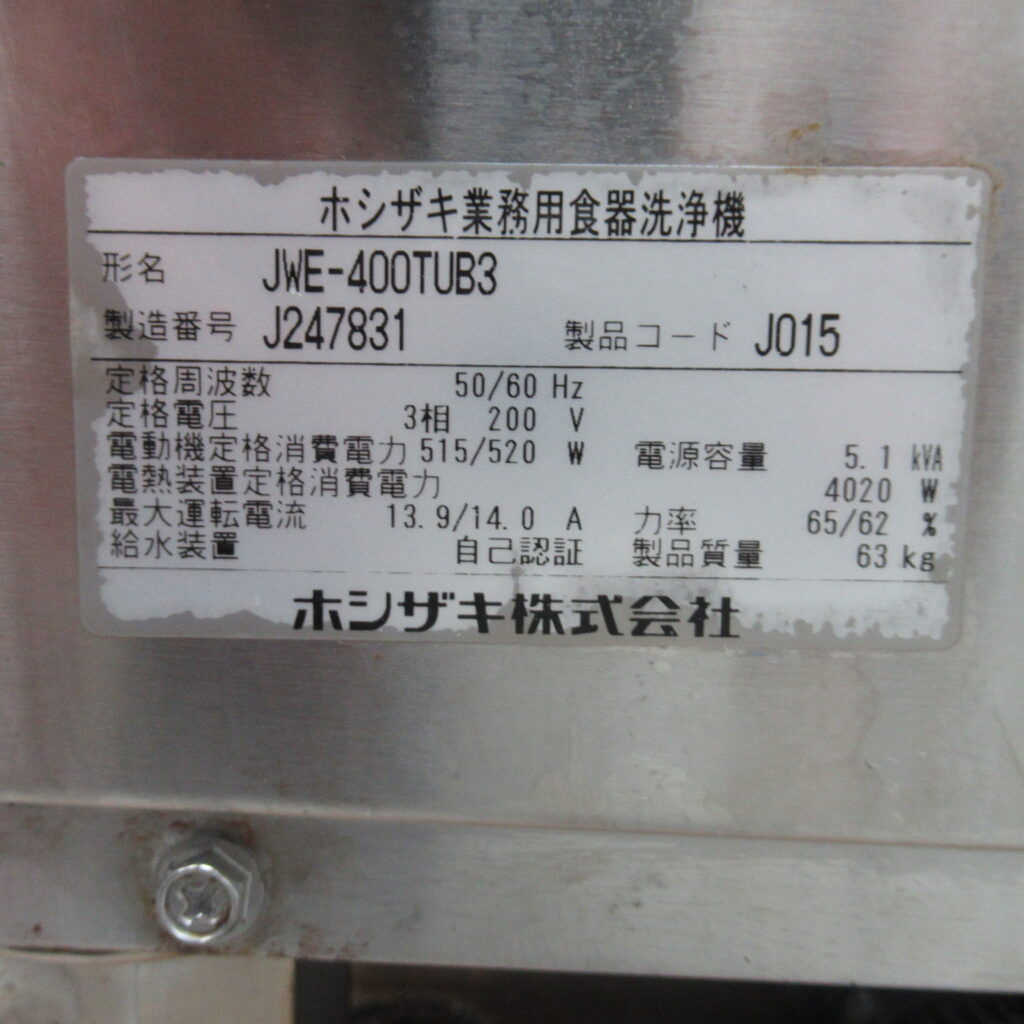 ホシザキ業務用食器洗浄機
形名 JWE-400TUB3
製造番号 J247831 製品コード J015
定格周波数 50/60 Hz
定格電圧 3相 200 V
電動機定格消費電力 515/520 W 電源容量 5.1 kVA
電熱装置定格消費電力 4020 W
最大運転電流 13.9/14.0 A 力率 65/62 %
給水装置 自己認証 製品質量 63 kg
ホシザキ株式会社